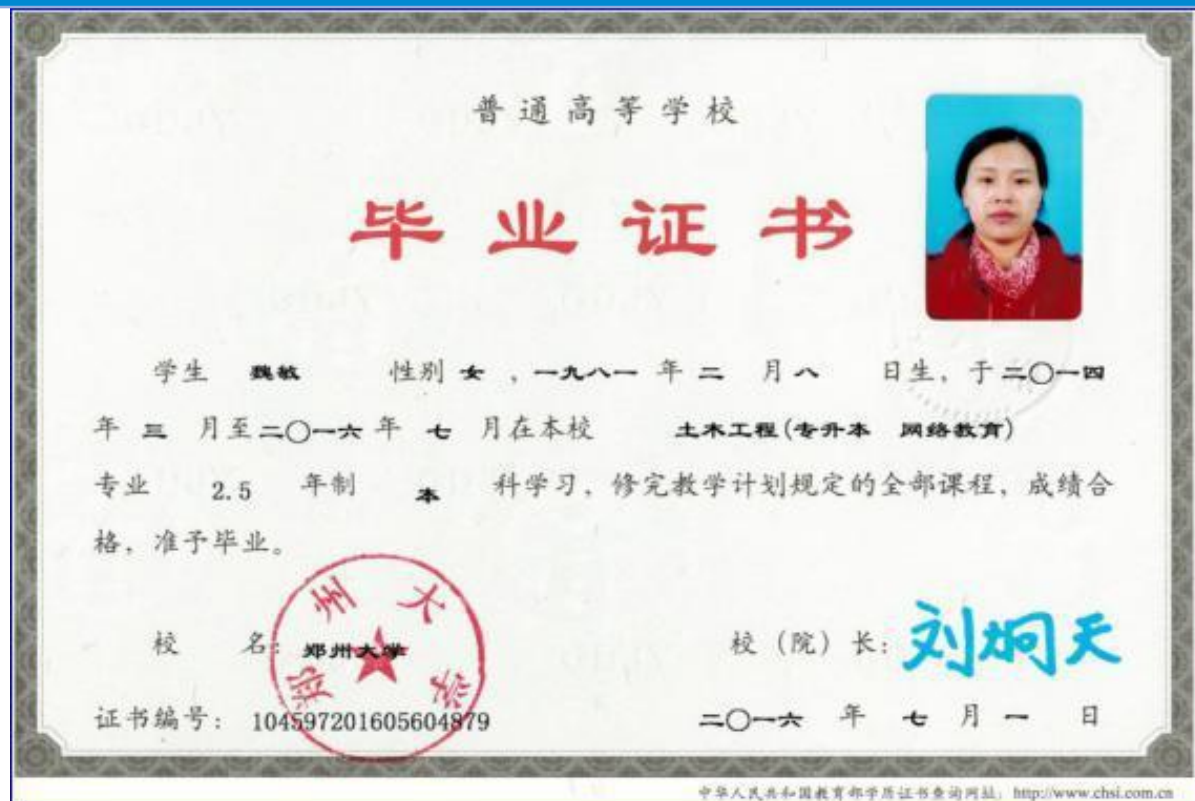 普通高等学校
毕业证书
学生 魏敏 性别 女 ，一九八一 年 二 月 八 日生，于 二〇一四
年 三 月至 二〇一六 年 七 月在本校 土木工程(专升本 网络教育)
专业 2.5 年制 本 科学习，修完教学计划规定的全部课程，成绩合
格，准予毕业。
郑州大学
校 名: 郑州大学 校（院）长: 刘炯天
证书编号: 104597201605604879 二〇一六 年 七 月 一 日
中华人民共和国教育部学历证书查询网址: http://www.chsi.com.cn